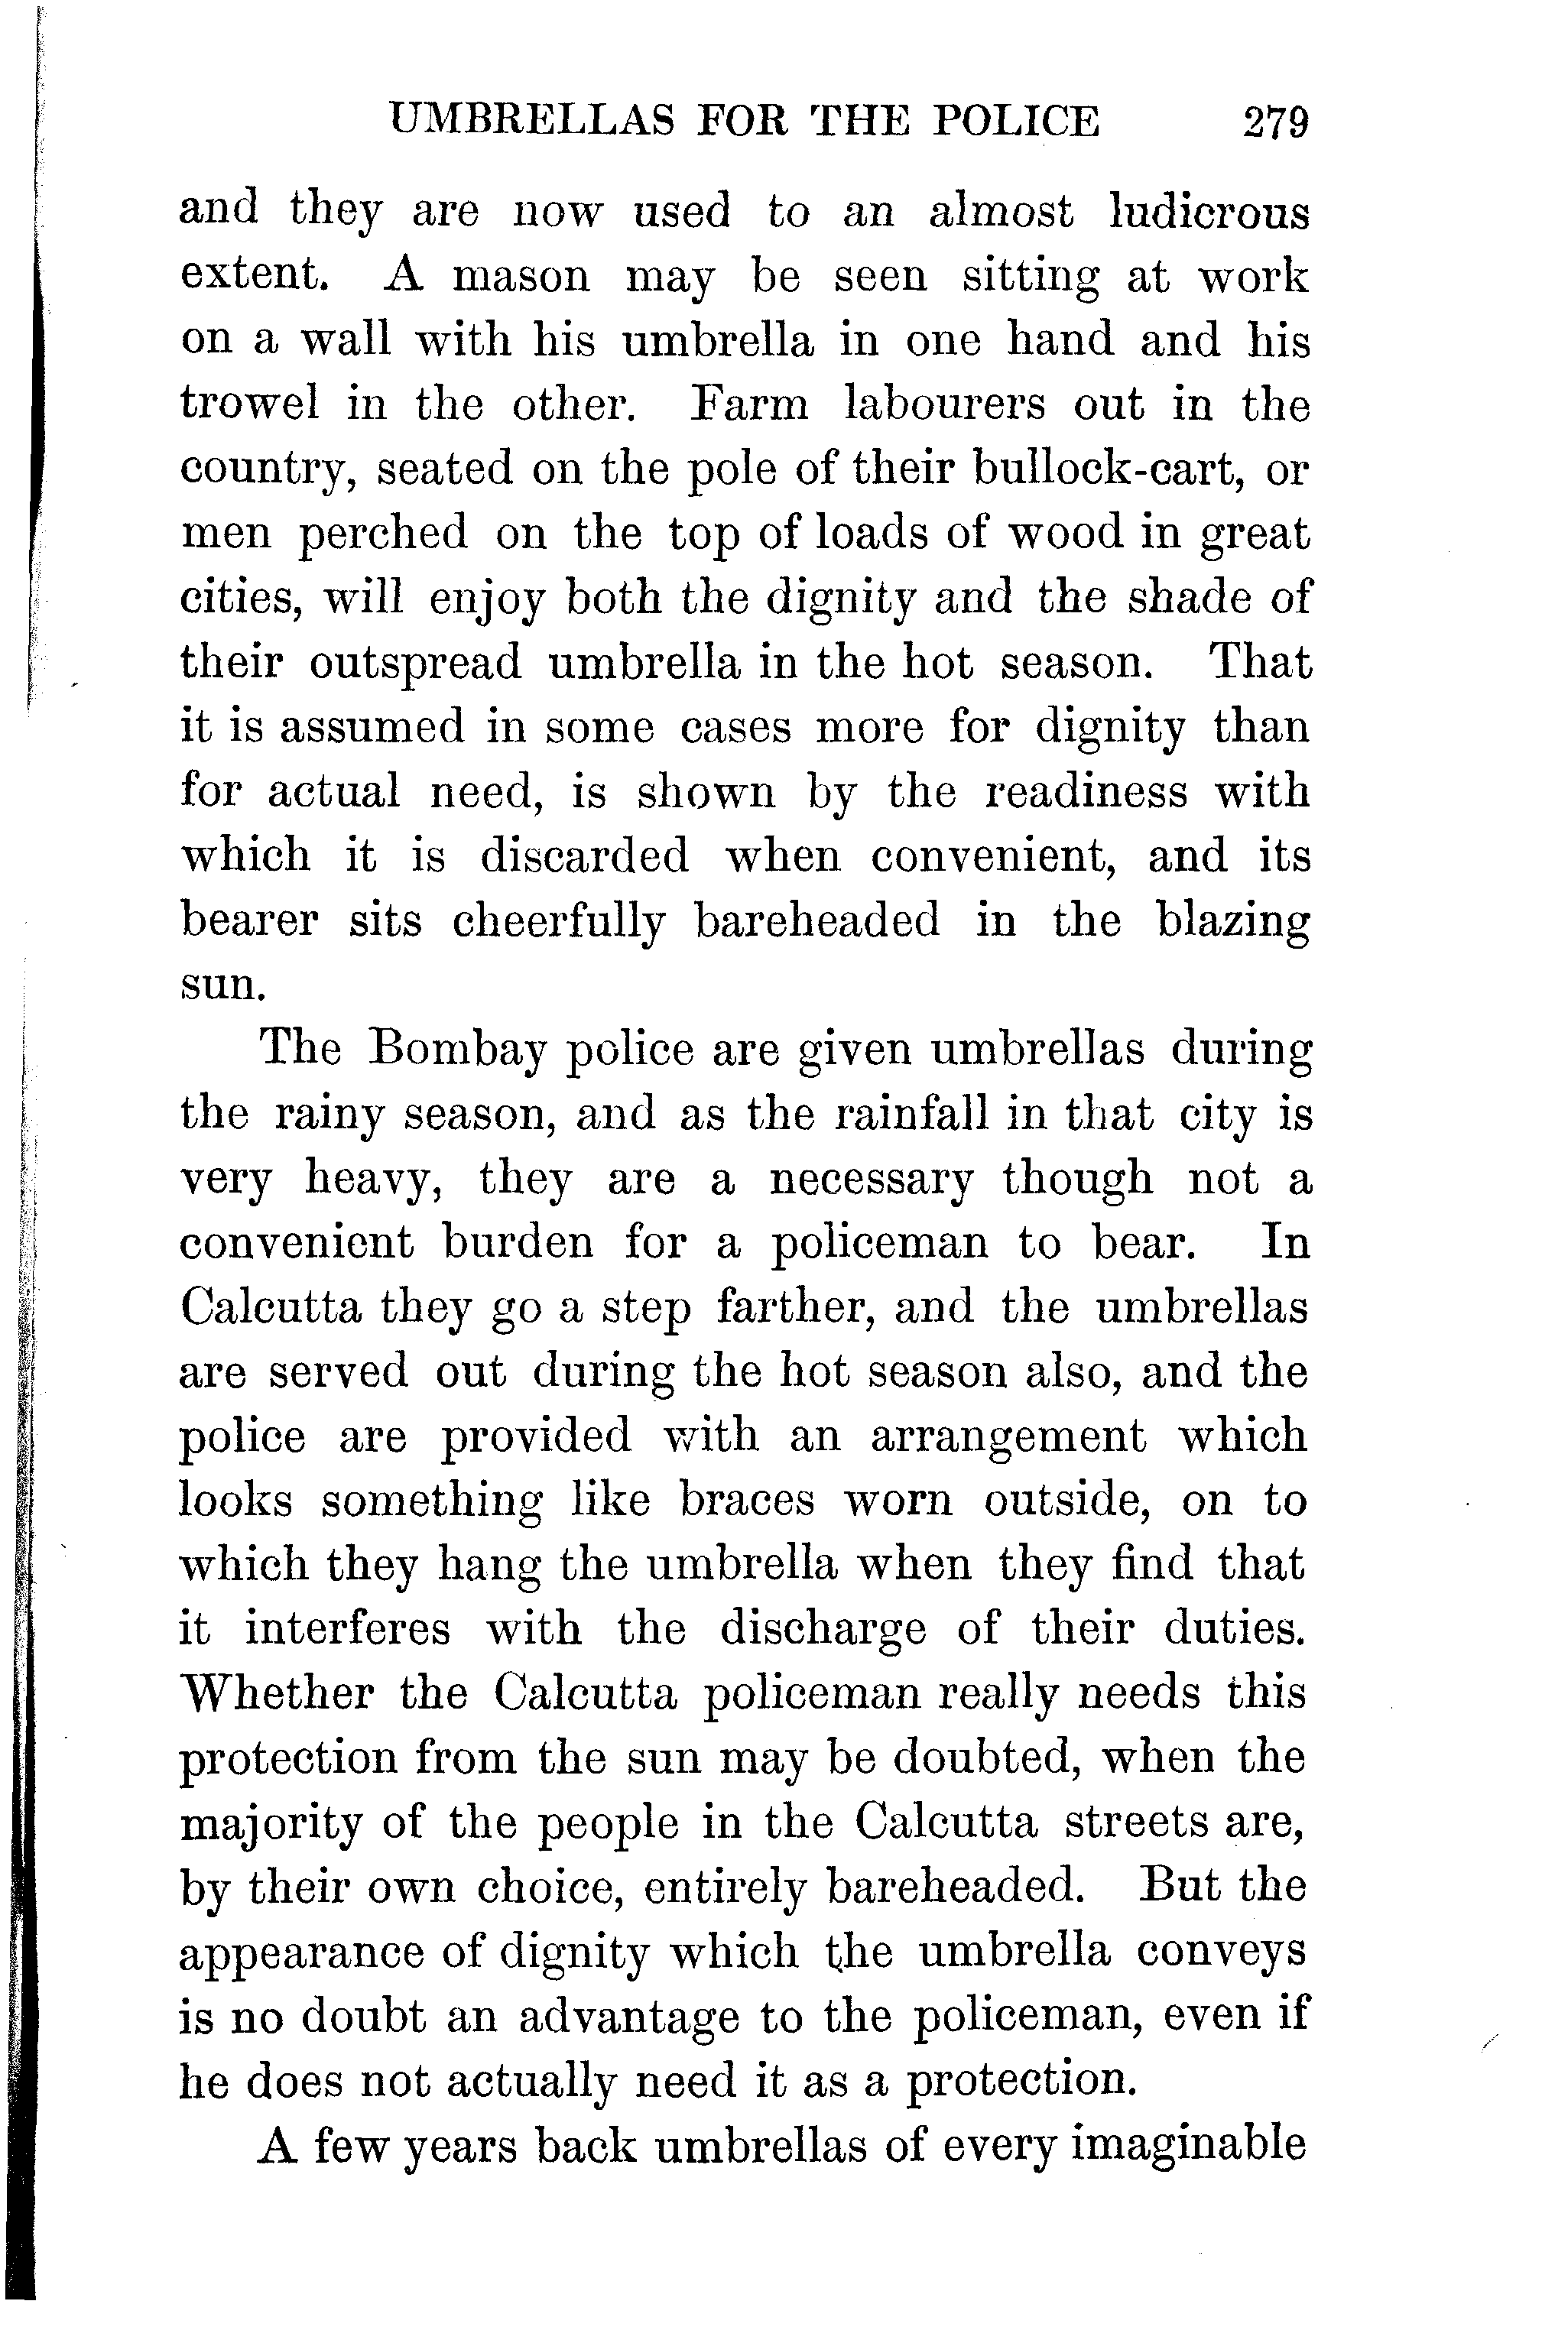 UMBRELLAS FOR THE POLICE 279
and they are now used to an almost ludicrous
extent. A mason may be seen sitting at work
on a wall with his umbrella in one hand and his
trowel in the other. Farm labourers out in the
country, seated on the pole of their bullock-cart, or
men perched on the top of loads of wood in great
cities, will enjoy both the dignity and the shade of
their outspread umbrella in the hot season. That
it is assumed in some cases more for dignity than
for actual need, is shown by the readiness with
which it is discarded when convenient, and its
bearer sits cheerfully bareheaded in the blazing
sun.
The Bombay police are given umbrellas during
the rainy season, and as the rainfall in that city is
very heavy, they are a necessary though not a
convenient burden for a policeman to bear. In
Calcutta they go a step farther, and the umbrellas
are served out during the hot season also, and the
police are provided with an arrangement which
looks something like braces worn outside, on to
which they hang the umbrella when they find that
it interferes with the discharge of their duties.
Whether the Calcutta policeman really needs this
protection from the sun may be doubted, when the
majority of the people in the Calcutta streets are,
by their own choice, entirely bareheaded. But the
appearance of dignity which the umbrella conveys
is no doubt an advantage to the policeman, even if
he does not actually need it as a protection.
A few years back umbrellas of every imaginable